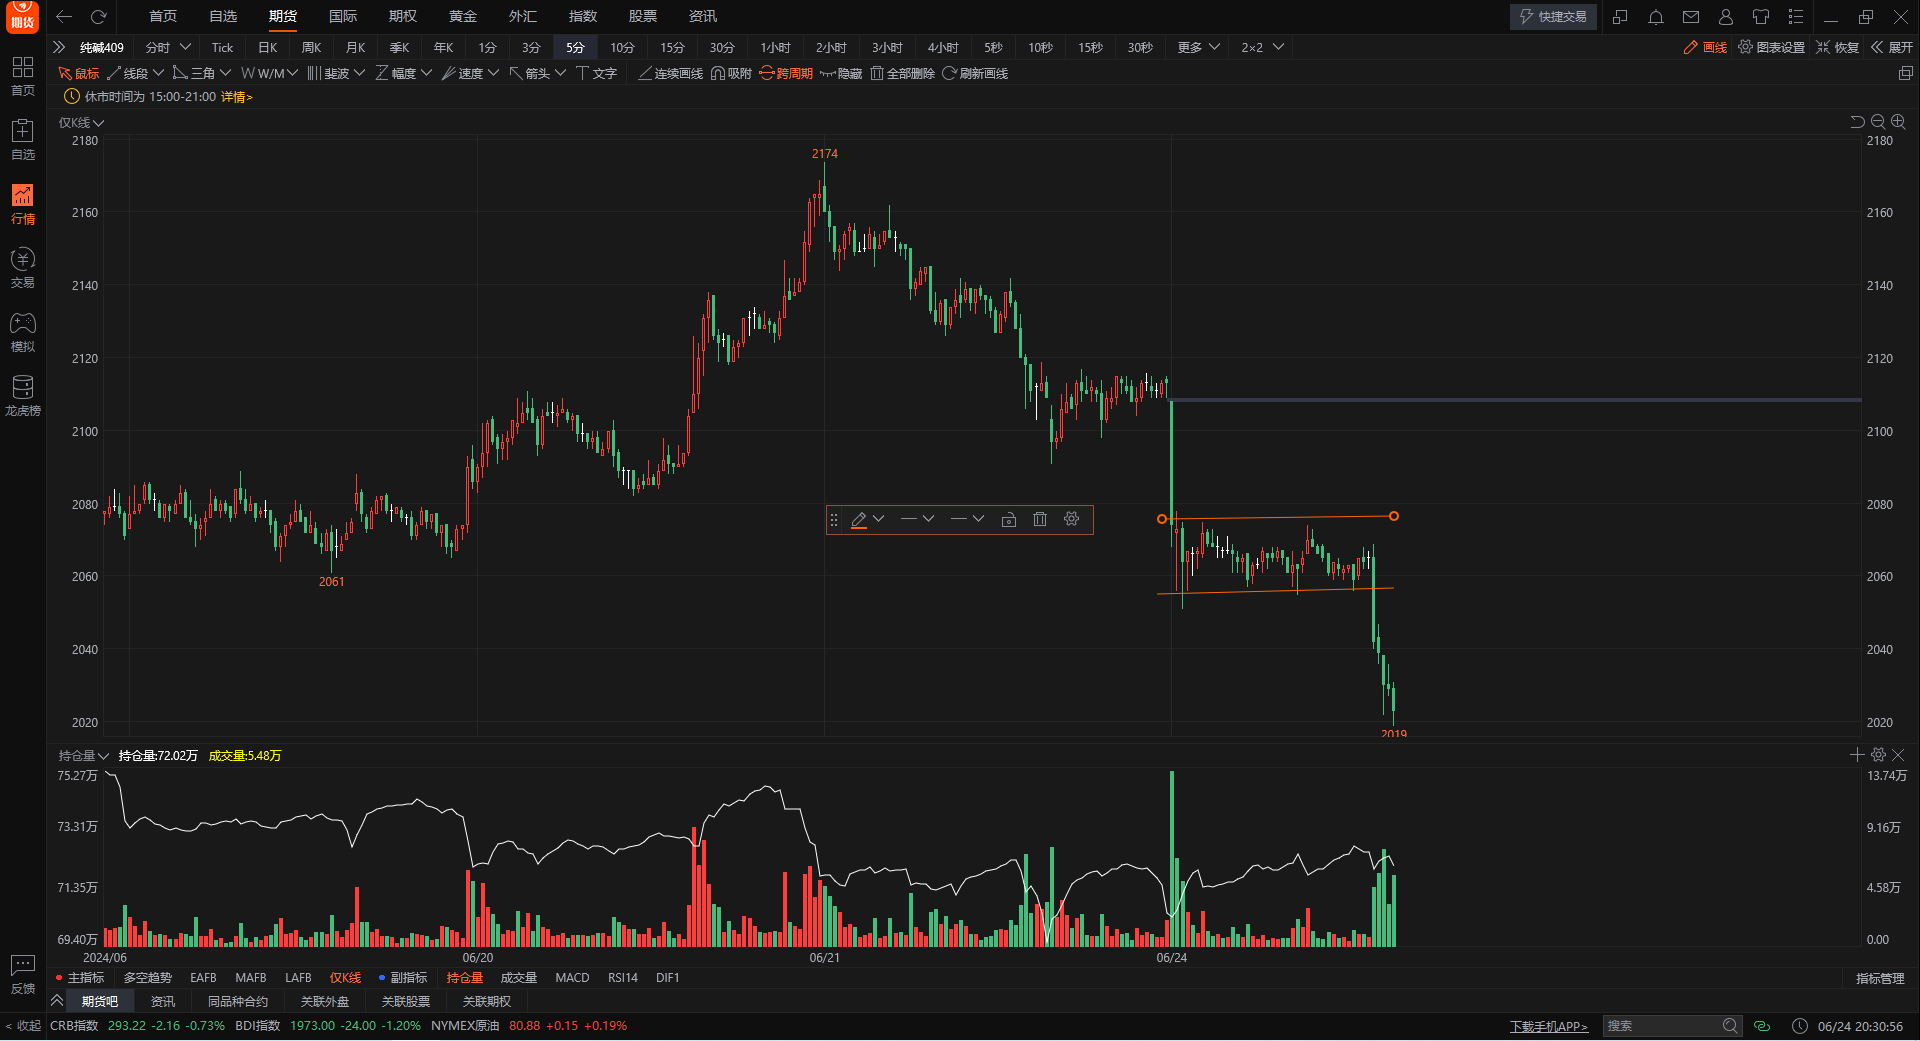 期货 首页 自选 期货 国际 期权 黄金 外汇 指数 股票 资讯 快捷交易
纯碱409 分时 Tick 日K 周K 月K 季K 年K 1分 3分 5分 10分 15分 30分 1小时 2小时 3小时 4小时 5秒 10秒 15秒 30秒 更多 2×2 画线 图表设置 恢复 展开
鼠标 线段 三角 W/M 斐波 幅度 速度 箭头 文字 连续画线 吸附 跨周期 隐藏 全部删除 刷新画线
休市时间为 15:00-21:00 详情>
首页
自选
行情
交易
模拟
龙虎榜
反馈
仅K线
2180 2180
2174
2160 2160
2140 2140
2120 2120
2100 2100
2080 2080
2060 2060
2061
2040 2040
2020 2020
2019
持仓量 持仓量:72.02万 成交量:5.48万
75.27万 13.74万
73.31万 9.16万
71.35万 4.58万
69.40万 0.00
2024/06 06/20 06/21 06/24
主指标 多空趋势 EAFB MAFB LAFB 仅K线 副指标 持仓量 成交量 MACD RSI14 DIF1 指标管理
期货吧 资讯 同品种合约 关联外盘 关联股票 关联期权
< 收起 CRB指数 293.22 -2.16 -0.73% BDI指数 1973.00 -24.00 -1.20% NYMEX原油 80.88 +0.15 +0.19% 下载手机APP> 搜索 06/24 20:30:56